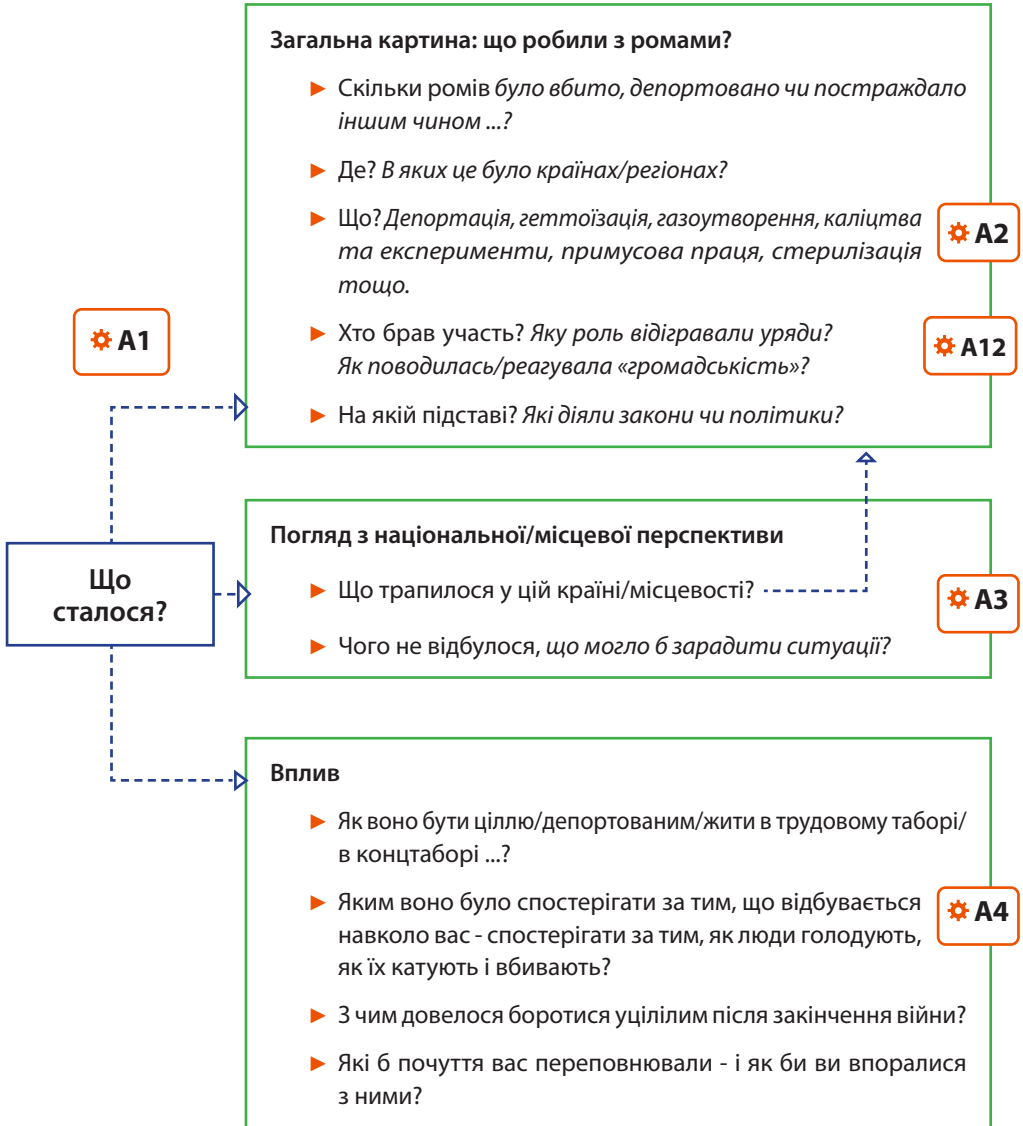 Загальна картина: що робили з ромами?
► Скільки ромів було вбито, депортовано чи постраждало
іншим чином ...?
► Де? В яких це було країнах/регіонах?
► Що? Депортація, геттоїзація, газоутворення, каліцтва
та експерименти, примусова праця, стерилізація
тощо.
A2
► Хто брав участь? Яку роль відігравали уряди?
Як поводилась/реагувала «громадськість»?
A12
► На якій підставі? Які діяли закони чи політики?
A1
Що
сталося?
Погляд з національної/місцевої перспективи
► Що трапилося у цій країні/місцевості?
► Чого не відбулося, що могло б зарадити ситуації?
A3
Вплив
► Як воно бути ціллю/депортованим/жити в трудовому таборі/
в концтаборі ...?
► Яким воно було спостерігати за тим, що відбувається
навколо вас - спостерігати за тим, як люди голодують,
як їх катують і вбивають?
A4
► З чим довелося боротися уцілілим після закінчення війни?
► Які б почуття вас переповнювали - і як би ви впоралися
з ними?